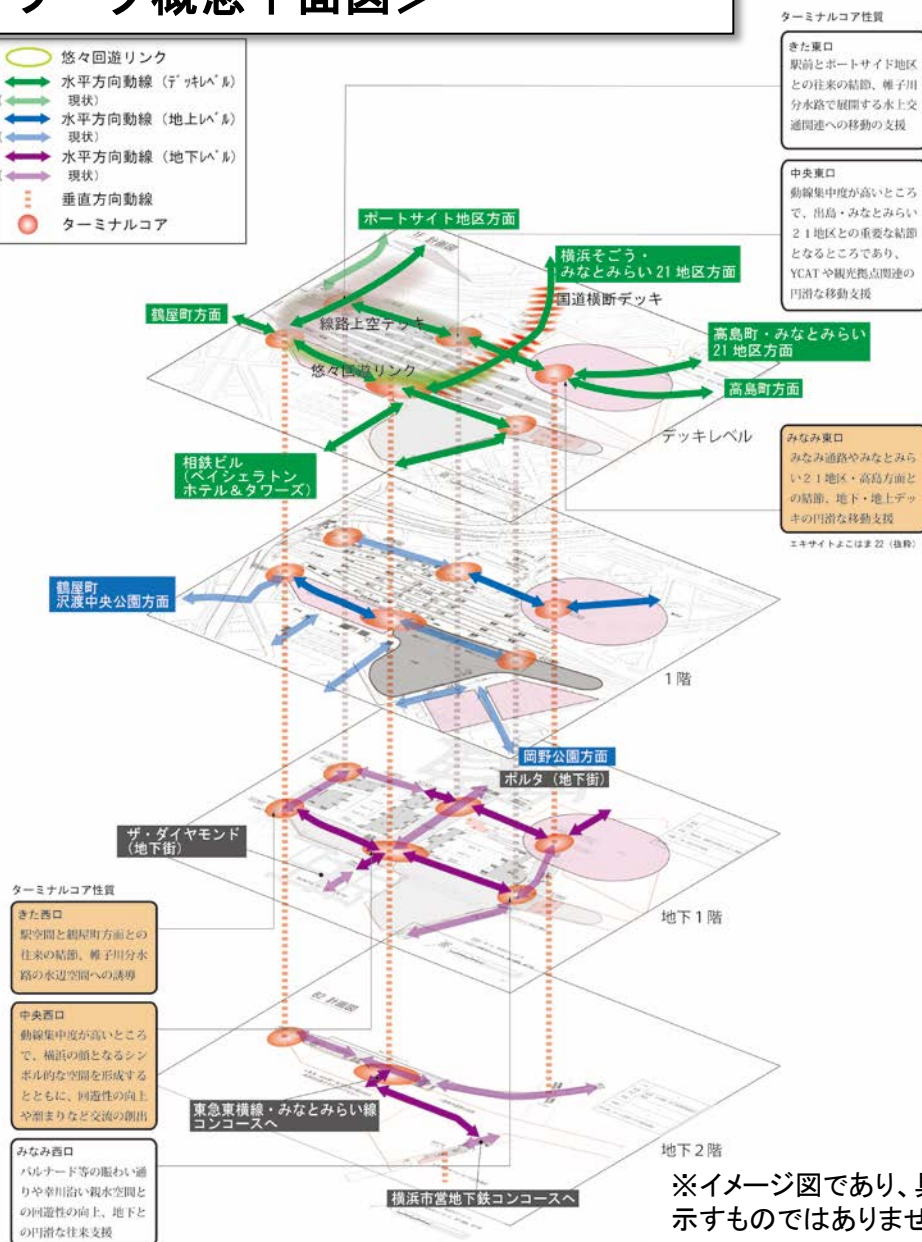 ワーク概念平面図＞
悠々回遊リンク
水平方向動線（デッキレベル）
現状）
水平方向動線（地上レベル）
現状）
水平方向動線（地下レベル）
現状）
垂直方向動線
ターミナルコア
ターミナルコア性質
きた東口
駅前とポートサイド地区
との往来の結節、帷子川
分水路で展開する水上交
通関連への移動の支援
中央東口
動線集中度が高いところ
で、出島・みなとみらい
２１地区との重要な結節
となるところであり、
YCATや観光拠点関連の
円滑な移動支援
ポートサイト地区方面
横浜そごう・
みなとみらい21地区方面
国道横断デッキ
鶴屋町方面
線路上空デッキ
高島町・みなとみらい
21地区方面
悠々回遊リンク
高島町方面
デッキレベル
相鉄ビル
（ベイシェラトン
ホテル＆タワーズ）
みなみ東口
みなみ通路やみなとみら
い２１地区・高島方面と
の結節、地下・地上デッ
キの円滑な移動支援
エキサイトよこはま22（抜粋）
鶴屋町
沢渡中央公園方面
1階
岡野公園方面
ポルタ（地下街）
ザ・ダイヤモンド
（地下街）
地下1階
ターミナルコア性質
きた西口
駅空間と鶴屋町方面との
往来の結節、帷子川分水
路の水辺空間への誘導
中央西口
動線集中度が高いところ
で、横浜の顔となるシン
ボル的な空間を形成する
とともに、回遊性の向上
や溜まりなど交流の創出
みなみ西口
パルナード等の賑わい通
りや幸川沿い親水空間と
の回遊性の向上、地下と
の円滑な往来支援
B2 計画図
東急東横線・みなとみらい線
コンコースへ
地下2階
横浜市営地下鉄コンコースへ
※イメージ図であり、
示すものではありませ